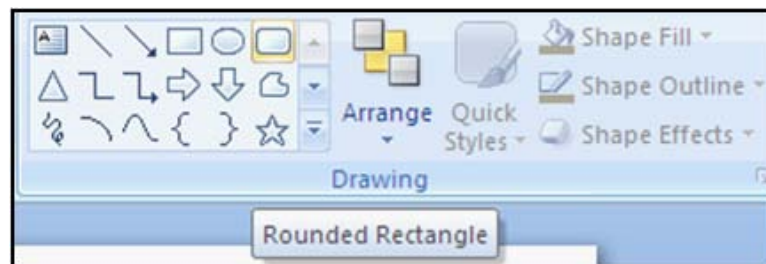 Shape Fill
Shape Outline
Arrange
Quick
Styles
Shape Effects
Drawing
Rounded Rectangle